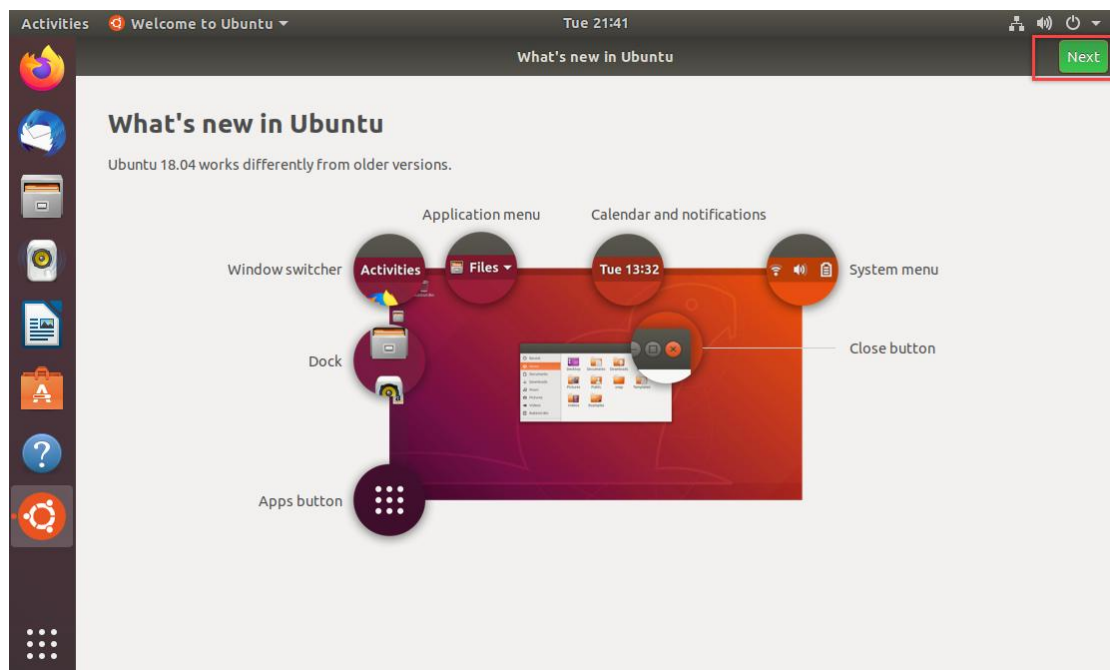 Activities Welcome to Ubuntu Tue 21:41
What's new in Ubuntu Next
What's new in Ubuntu
Ubuntu 18.04 works differently from older versions.
Application menu Calendar and notifications
Window switcher Activities Files Tue 13:32 System menu
Dock Close button
Apps button